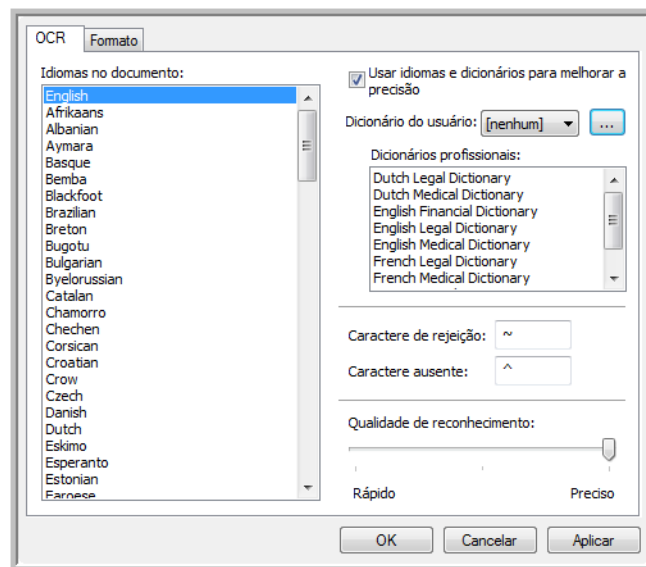 OCR
Formato
Idiomas no documento:
English
Afrikaans
Albanian
Aymara
Basque
Bemba
Blackfoot
Brazilian
Breton
Bugotu
Bulgarian
Byelorussian
Catalan
Chamorro
Chechen
Corsican
Croatian
Crow
Czech
Danish
Dutch
Eskimo
Esperanto
Estonian
Faroese
Usar idiomas e dicionários para melhorar a
precisão
Dicionário do usuário: [nenhum] ...
Dicionários profissionais:
Dutch Legal Dictionary
Dutch Medical Dictionary
English Financial Dictionary
English Legal Dictionary
English Medical Dictionary
French Legal Dictionary
French Medical Dictionary
Caractere de rejeição: ~
Caractere ausente: ^
Qualidade de reconhecimento:
Rápido Preciso
OK Cancelar Aplicar